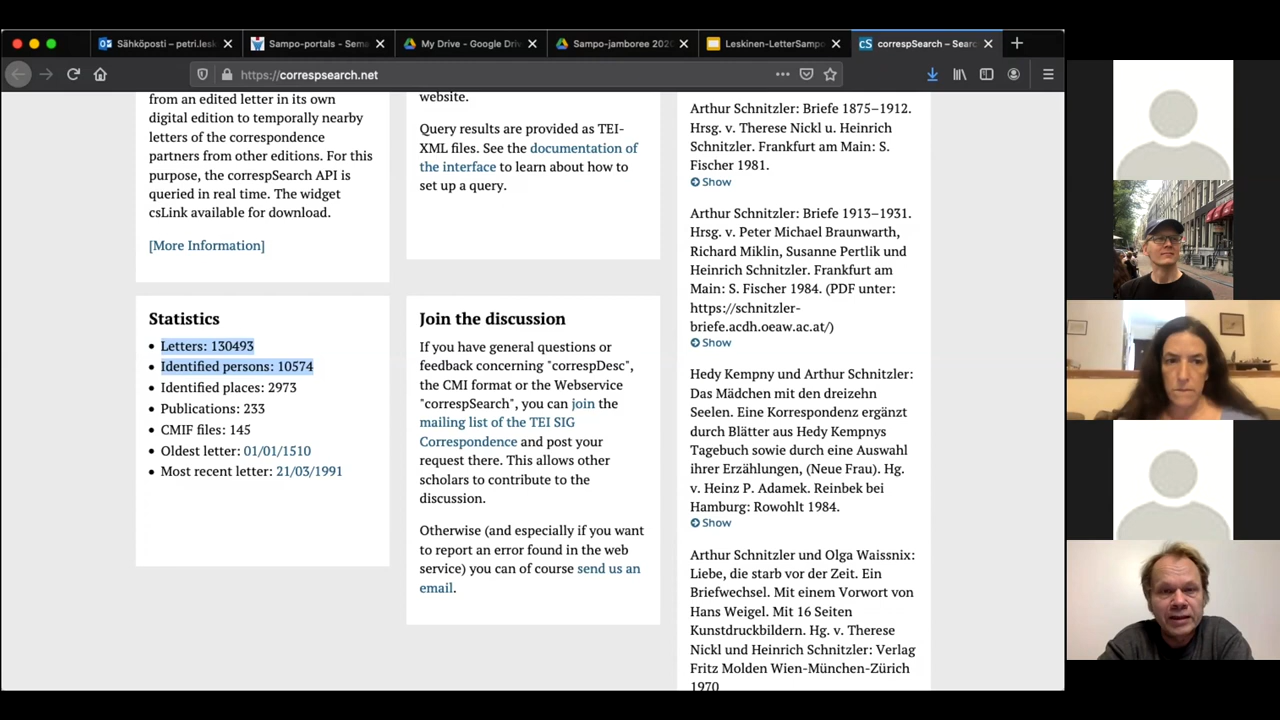 Sähköposti – petri.lesk
Sampo-portals - Sema
My Drive - Google Driv
Sampo-jamboree 2020
Leskinen-LetterSampo
cS correspSearch – Searc
https://correspsearch.net
from an edited letter in its own
digital edition to temporally nearby
letters of the correspondence
partners from other editions. For this
purpose, the correspSearch API is
queried in real time. The widget
csLink available for download.
[More Information]
Statistics
Letters: 130493
Identified persons: 10574
Identified places: 2973
Publications: 233
CMIF files: 145
Oldest letter: 01/01/1510
Most recent letter: 21/03/1991
website.
Query results are provided as TEI-
XML files. See the documentation of
the interface to learn about how to
set up a query.
Join the discussion
If you have general questions or
feedback concerning "correspDesc",
the CMI format or the Webservice
"correspSearch", you can join the
mailing list of the TEI SIG
Correspondence and post your
request there. This allows other
scholars to contribute to the
discussion.
Otherwise (and especially if you want
to report an error found in the web
service) you can of course send us an
email.
Arthur Schnitzler: Briefe 1875–1912.
Hrsg. v. Therese Nickl u. Heinrich
Schnitzler. Frankfurt am Main: S.
Fischer 1981.
Show
Arthur Schnitzler: Briefe 1913–1931.
Hrsg. v. Peter Michael Braunwarth,
Richard Miklin, Susanne Pertlik und
Heinrich Schnitzler. Frankfurt am
Main: S. Fischer 1984. (PDF unter:
https://schnitzler-
briefe.acdh.oeaw.ac.at/)
Show
Hedy Kempny und Arthur Schnitzler:
Das Mädchen mit den dreizehn
Seelen. Eine Korrespondenz ergänzt
durch Blätter aus Hedy Kempnys
Tagebuch sowie durch eine Auswahl
ihrer Erzählungen, (Neue Frau). Hg.
v. Heinz P. Adamek. Reinbek bei
Hamburg: Rowohlt 1984.
Show
Arthur Schnitzler und Olga Waissnix:
Liebe, die starb vor der Zeit. Ein
Briefwechsel. Mit einem Vorwort von
Hans Weigel. Mit 16 Seiten
Kunstdruckbildern. Hg. v. Therese
Nickl und Heinrich Schnitzler: Verlag
Fritz Molden Wien-München-Zürich
1970